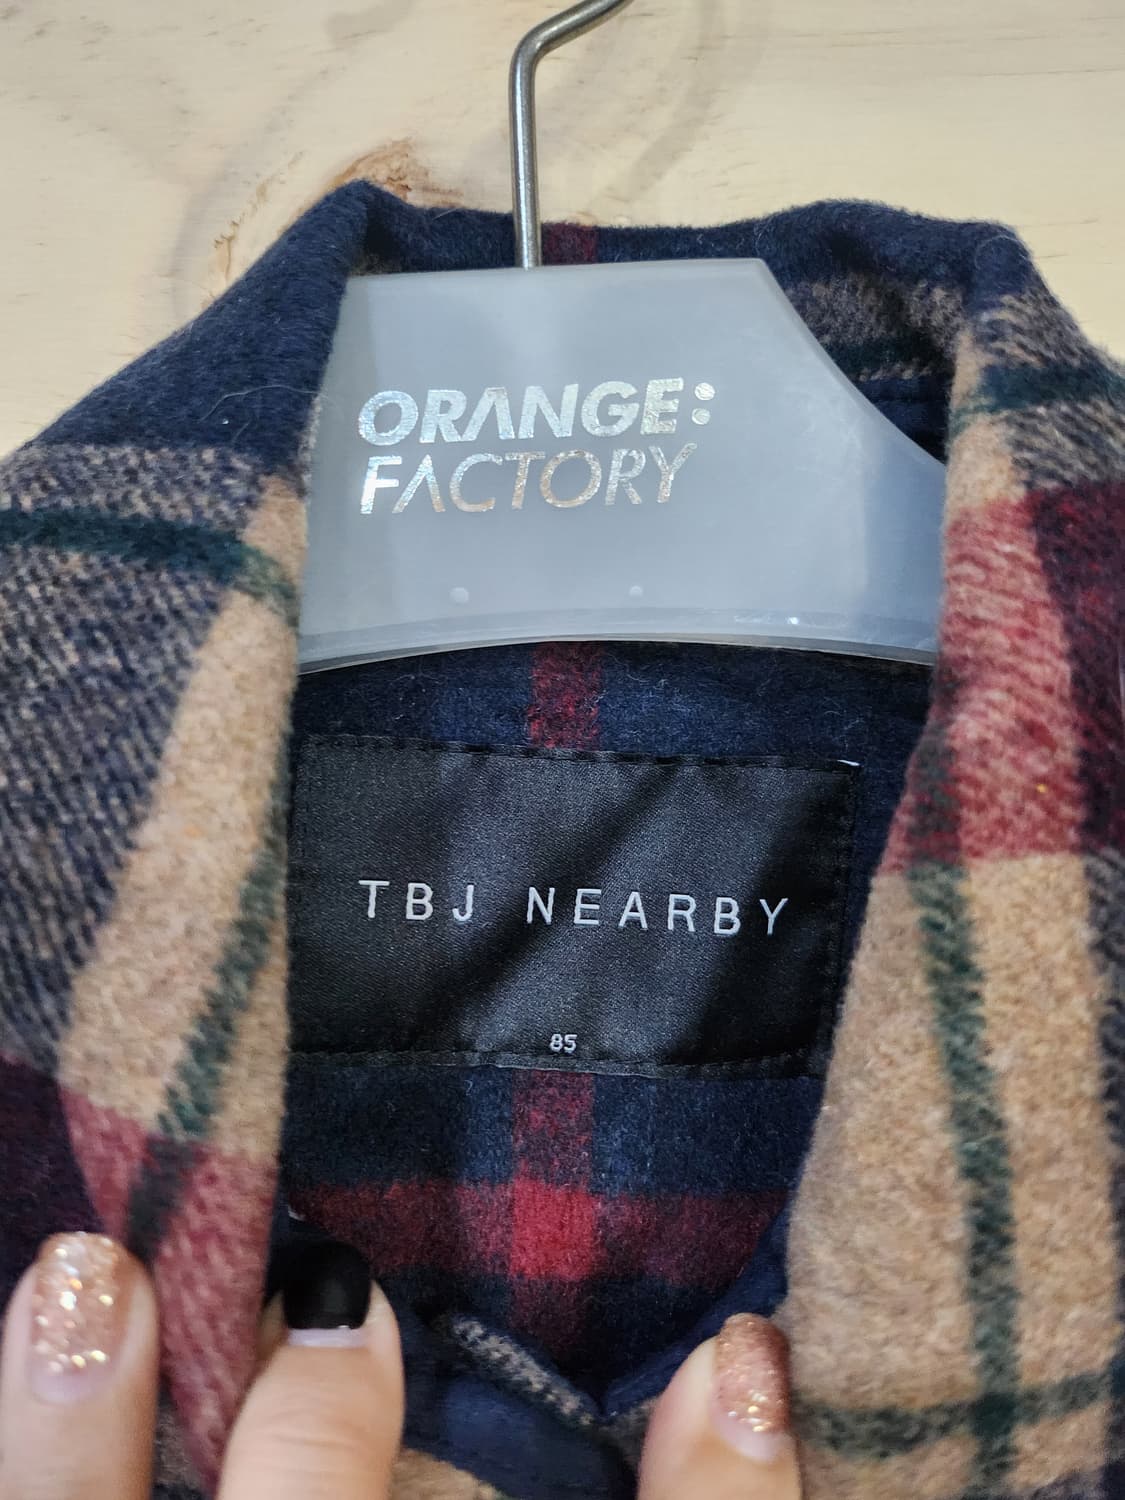 ORANGE:
FACTORY
TBJ NEARBY
85